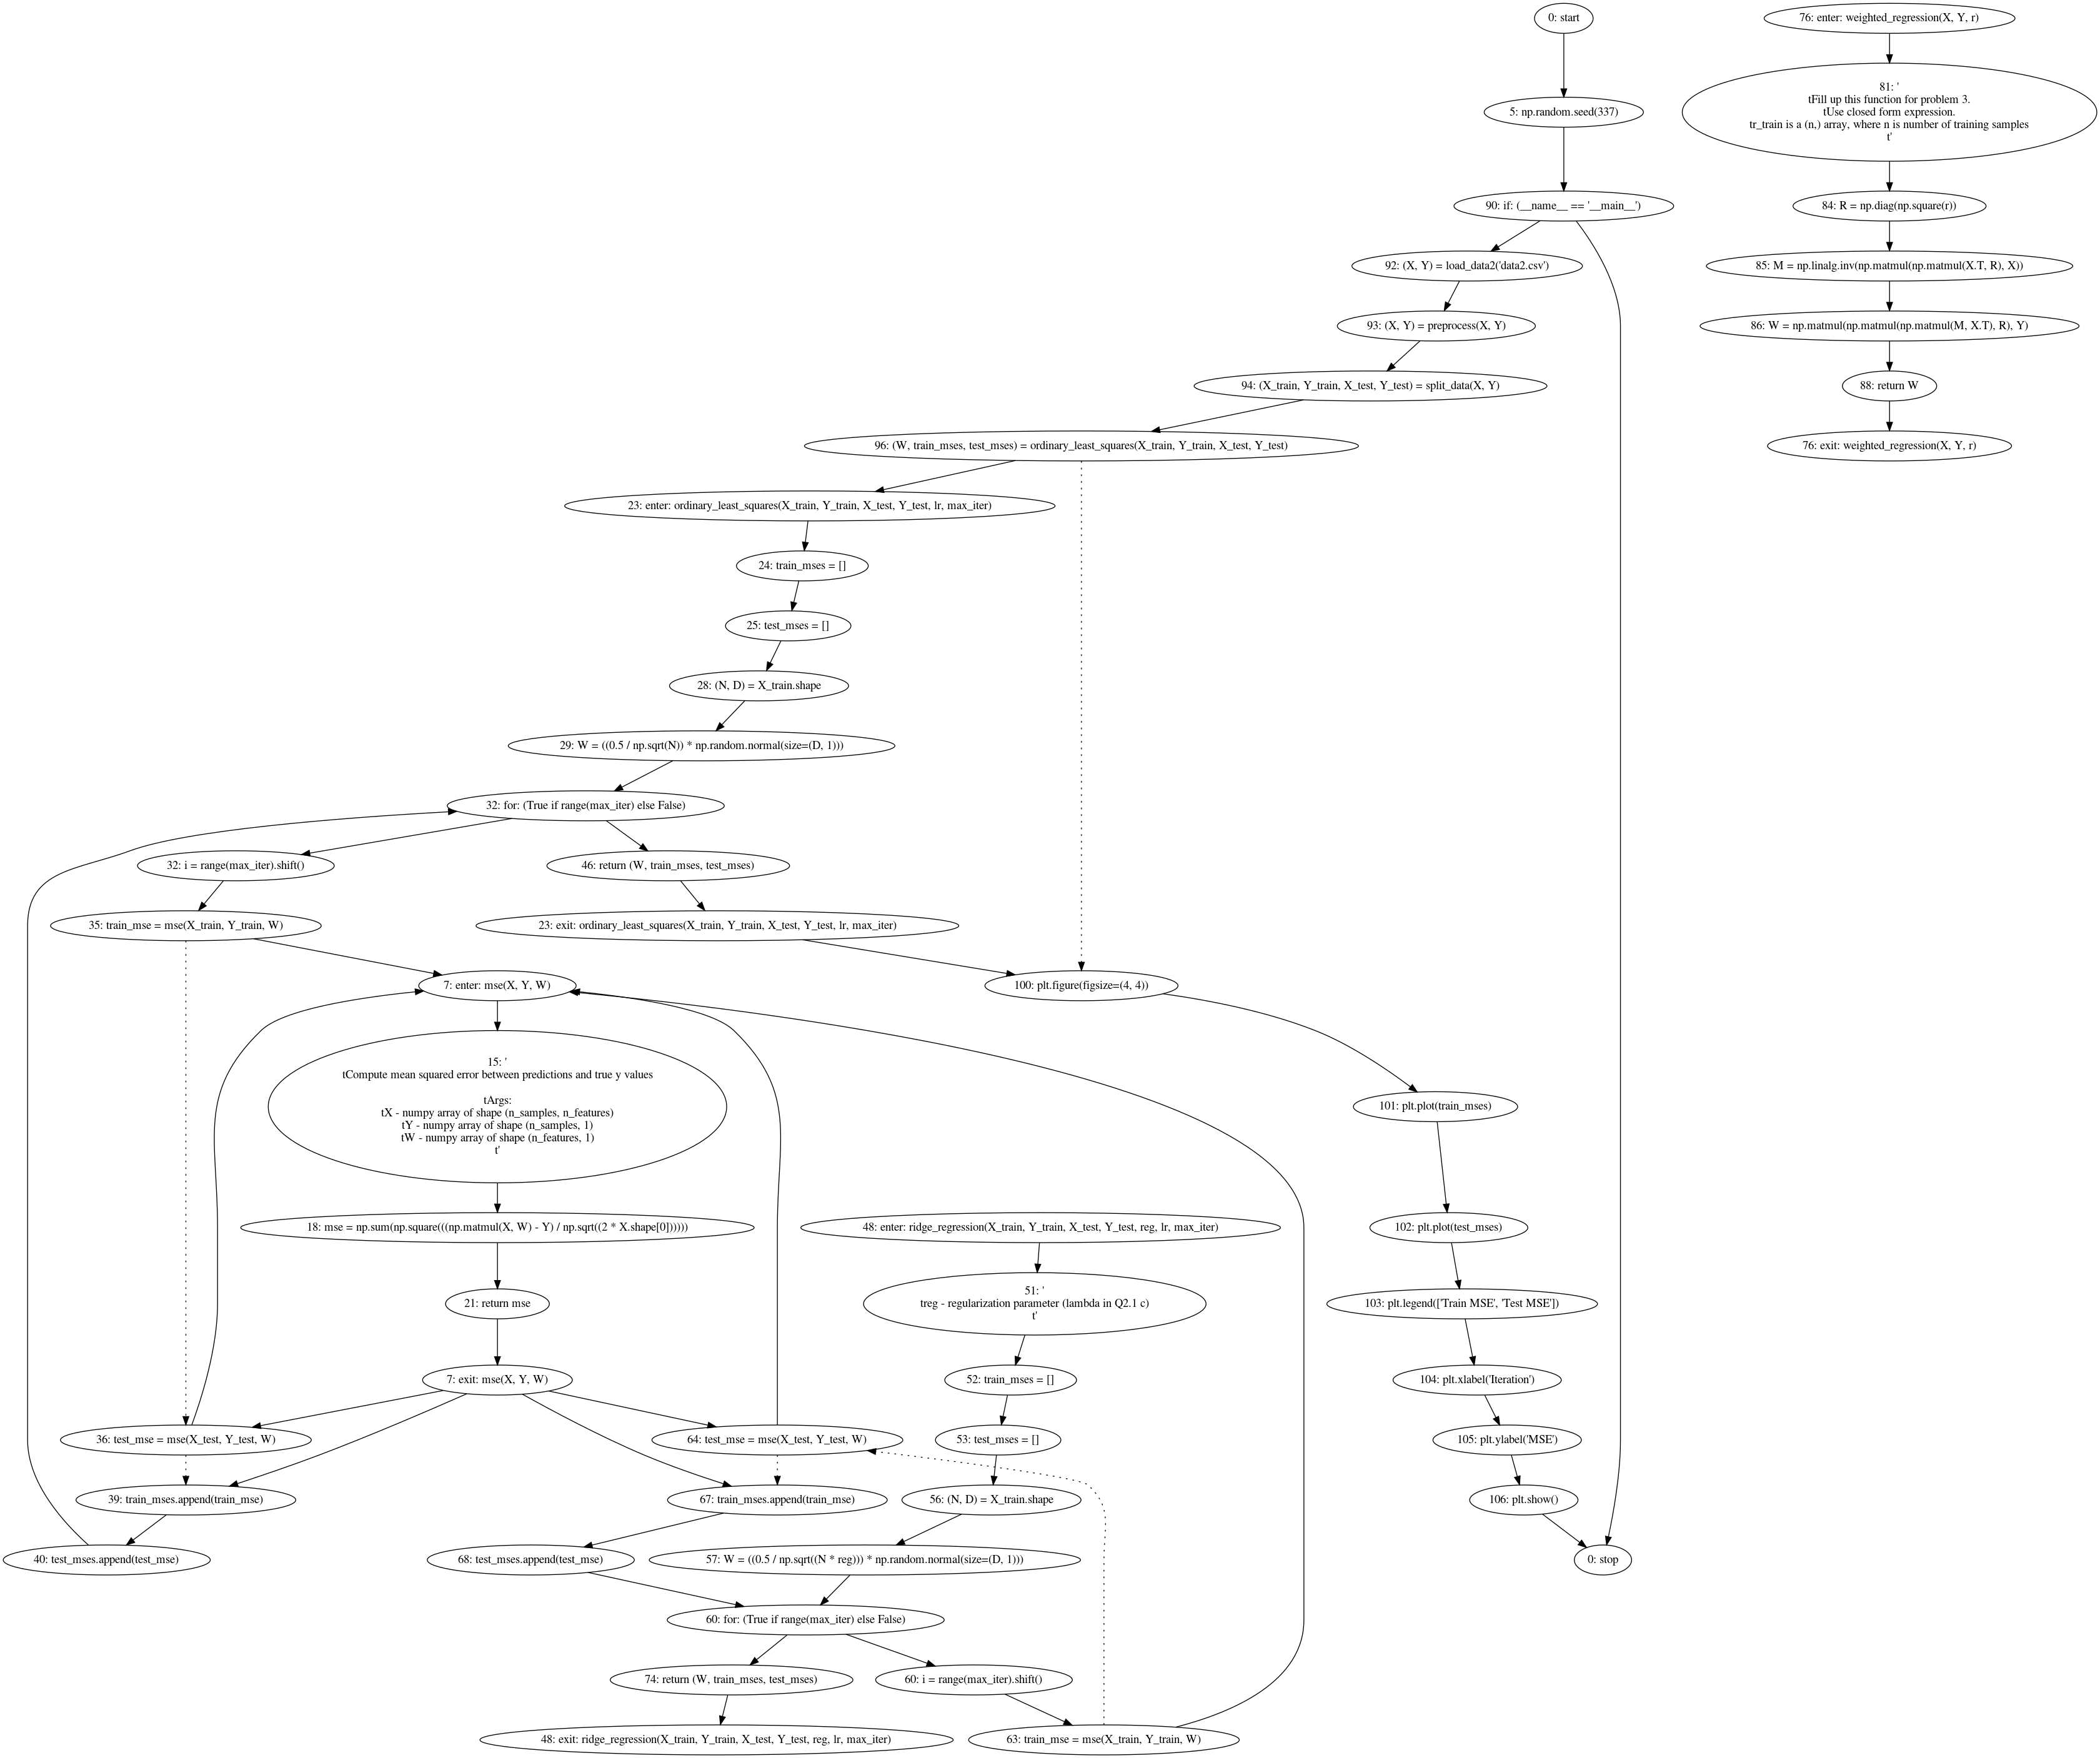 0: start
76: enter: weighted_regression(X, Y, r)
5: np.random.seed(337)
81: '
tFill up this function for problem 3.
tUse closed form expression.
tr_train is a (n,) array, where n is number of training samples
t'
90: if: (__name__ == '__main__')
84: R = np.diag(np.square(r))
92: (X, Y) = load_data2('data2.csv')
85: M = np.linalg.inv(np.matmul(np.matmul(X.T, R), X))
93: (X, Y) = preprocess(X, Y)
86: W = np.matmul(np.matmul(np.matmul(M, X.T), R), Y)
94: (X_train, Y_train, X_test, Y_test) = split_data(X, Y)
88: return W
96: (W, train_mses, test_mses) = ordinary_least_squares(X_train, Y_train, X_test, Y_test)
76: exit: weighted_regression(X, Y, r)
23: enter: ordinary_least_squares(X_train, Y_train, X_test, Y_test, lr, max_iter)
24: train_mses = []
25: test_mses = []
28: (N, D) = X_train.shape
29: W = ((0.5 / np.sqrt(N)) * np.random.normal(size=(D, 1)))
32: for: (True if range(max_iter) else False)
32: i = range(max_iter).shift()
46: return (W, train_mses, test_mses)
35: train_mse = mse(X_train, Y_train, W)
23: exit: ordinary_least_squares(X_train, Y_train, X_test, Y_test, lr, max_iter)
7: enter: mse(X, Y, W)
100: plt.figure(figsize=(4, 4))
15: '
tCompute mean squared error between predictions and true y values
tArgs:
tX - numpy array of shape (n_samples, n_features)
tY - numpy array of shape (n_samples, 1)
tW - numpy array of shape (n_features, 1)
t'
101: plt.plot(train_mses)
18: mse = np.sum(np.square(((np.matmul(X, W) - Y) / np.sqrt((2 * X.shape[0])))))
48: enter: ridge_regression(X_train, Y_train, X_test, Y_test, reg, lr, max_iter)
102: plt.plot(test_mses)
21: return mse
51: '
treg - regularization parameter (lambda in Q2.1 c)
t'
103: plt.legend(['Train MSE', 'Test MSE'])
7: exit: mse(X, Y, W)
52: train_mses = []
104: plt.xlabel('Iteration')
36: test_mse = mse(X_test, Y_test, W)
64: test_mse = mse(X_test, Y_test, W)
53: test_mses = []
105: plt.ylabel('MSE')
39: train_mses.append(train_mse)
67: train_mses.append(train_mse)
56: (N, D) = X_train.shape
106: plt.show()
40: test_mses.append(test_mse)
68: test_mses.append(test_mse)
57: W = ((0.5 / np.sqrt((N * reg))) * np.random.normal(size=(D, 1)))
0: stop
60: for: (True if range(max_iter) else False)
74: return (W, train_mses, test_mses)
60: i = range(max_iter).shift()
48: exit: ridge_regression(X_train, Y_train, X_test, Y_test, reg, lr, max_iter)
63: train_mse = mse(X_train, Y_train, W)